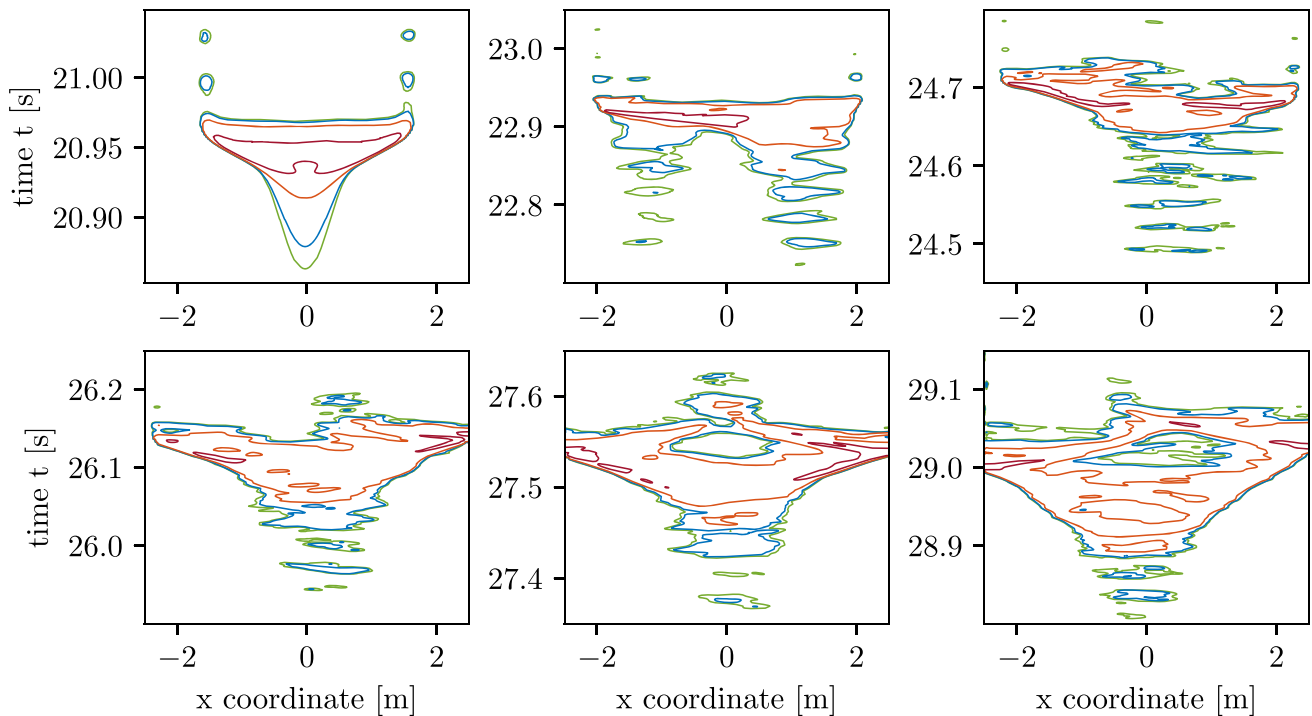 time t [s]
21.00
20.95
20.90
−2 0 2
23.0
22.9
22.8
−2 0 2
24.7
24.6
24.5
−2 0 2
time t [s]
26.2
26.1
26.0
−2 0 2
x coordinate [m]
27.6
27.5
27.4
−2 0 2
x coordinate [m]
29.1
29.0
28.9
−2 0 2
x coordinate [m]